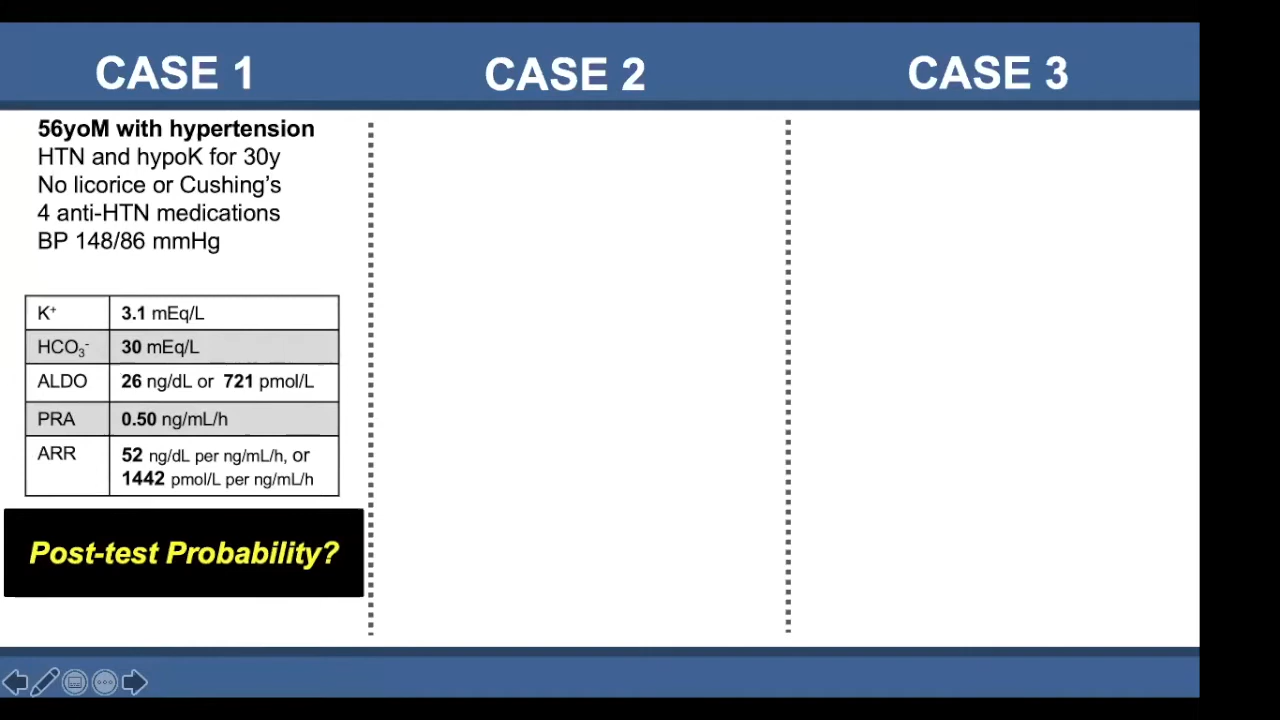 CASE 1
CASE 2
CASE 3
56yoM with hypertension
HTN and hypoK for 30y
No licorice or Cushing’s
4 anti-HTN medications
BP 148/86 mmHg
K⁺ 3.1 mEq/L
HCO₃⁻ 30 mEq/L
ALDO 26 ng/dL or 721 pmol/L
PRA 0.50 ng/mL/h
ARR 52 ng/dL per ng/mL/h, or
1442 pmol/L per ng/mL/h
Post-test Probability?